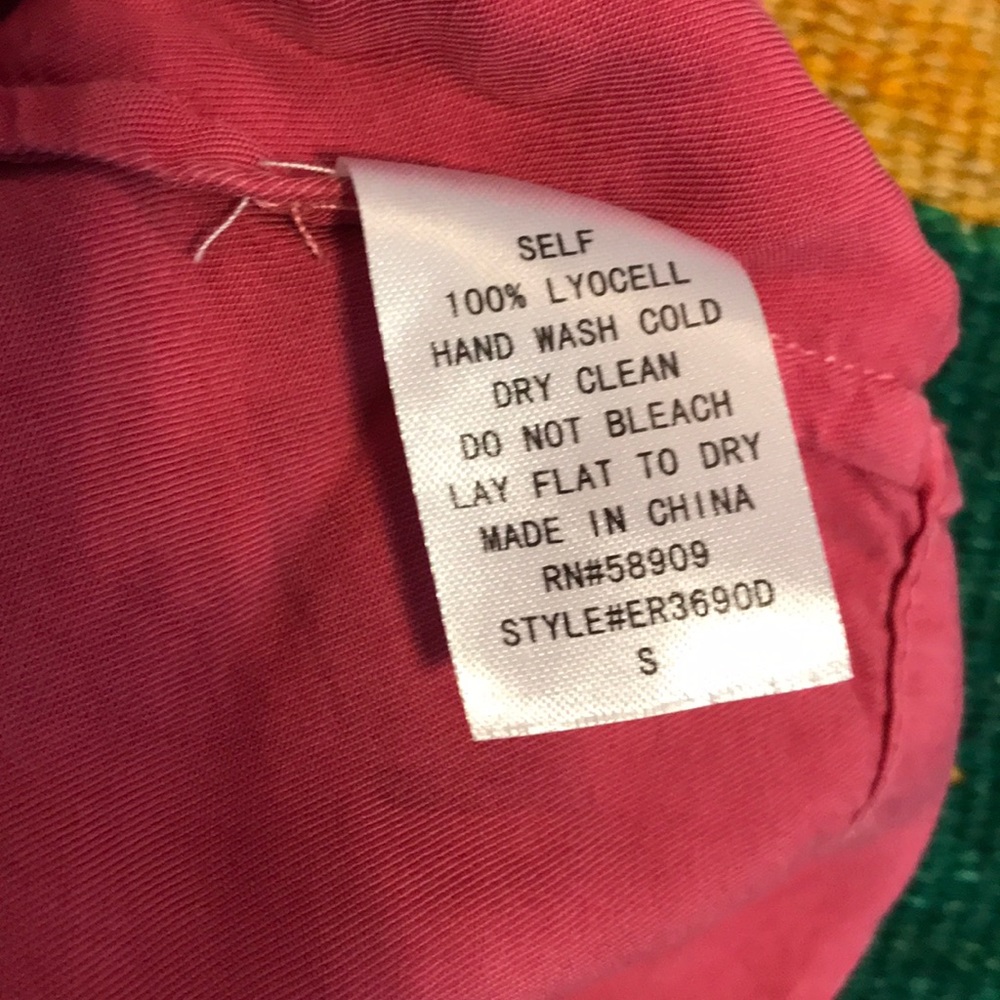 SELF
100% LYOCELL
HAND WASH COLD
DRY CLEAN
DO NOT BLEACH
LAY FLAT TO DRY
MADE IN CHINA
RN#58909
STYLE#ER3690D
S